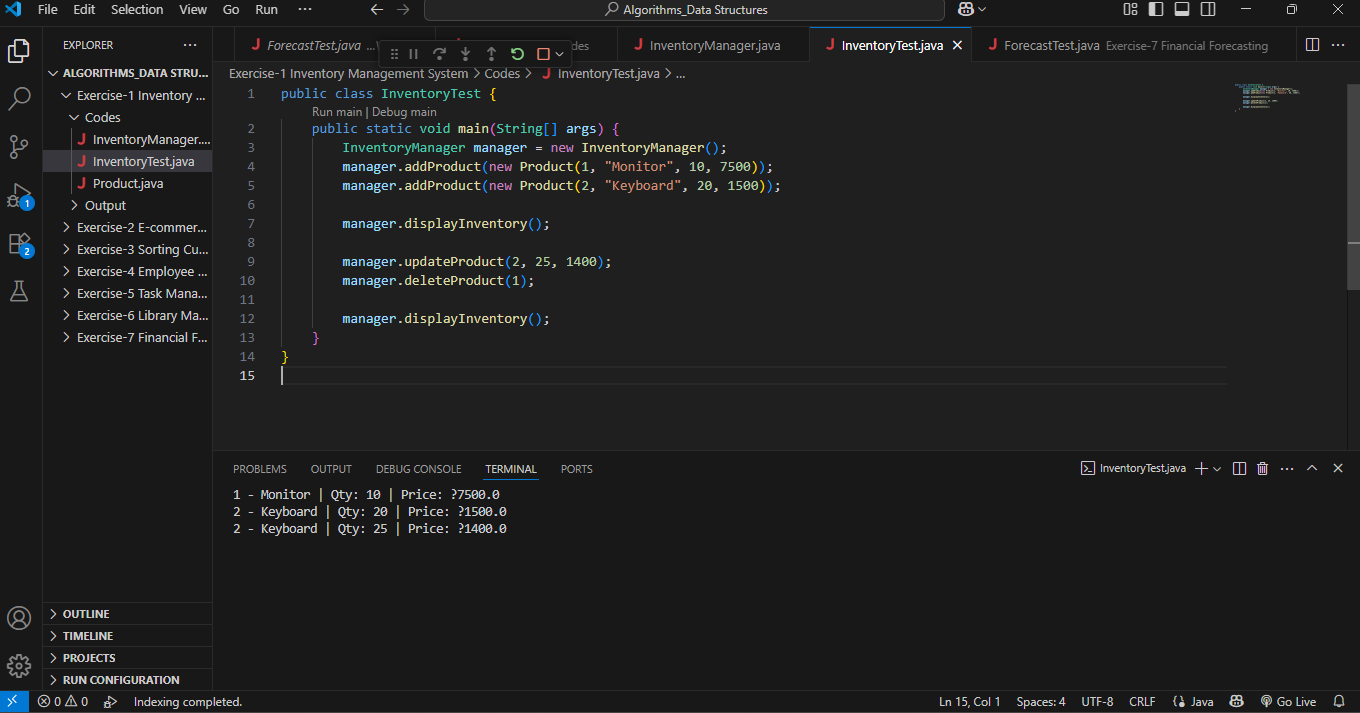 File Edit Selection View Go Run ··· Algorithms_Data Structures
EXPLORER ···
ALGORITHMS_DATA STRU...
Exercise-1 Inventory ...
Codes
InventoryManager....
InventoryTest.java
Product.java
Output
Exercise-2 E-commer...
Exercise-3 Sorting Cu...
Exercise-4 Employee ...
Exercise-5 Task Mana...
Exercise-6 Library Ma...
Exercise-7 Financial F...
OUTLINE
TIMELINE
PROJECTS
RUN CONFIGURATION
1
2
ForecastTest.java ... des InventoryManager.java InventoryTest.java ForecastTest.java Exercise-7 Financial Forecasting ···
Exercise-1 Inventory Management System > Codes > InventoryTest.java > ...
1 public class InventoryTest {
Run main | Debug main
2 public static void main(String[] args) {
3 InventoryManager manager = new InventoryManager();
4 manager.addProduct(new Product(1, "Monitor", 10, 7500));
5 manager.addProduct(new Product(2, "Keyboard", 20, 1500));
6
7 manager.displayInventory();
8
9 manager.updateProduct(2, 25, 1400);
10 manager.deleteProduct(1);
11
12 manager.displayInventory();
13 }
14 }
15
PROBLEMS OUTPUT DEBUG CONSOLE TERMINAL PORTS InventoryTest.java ···
1 - Monitor | Qty: 10 | Price: ?7500.0
2 - Keyboard | Qty: 20 | Price: ?1500.0
2 - Keyboard | Qty: 25 | Price: ?1400.0
0 0 Indexing completed. Ln 15, Col 1 Spaces: 4 UTF-8 CRLF {} Java Go Live